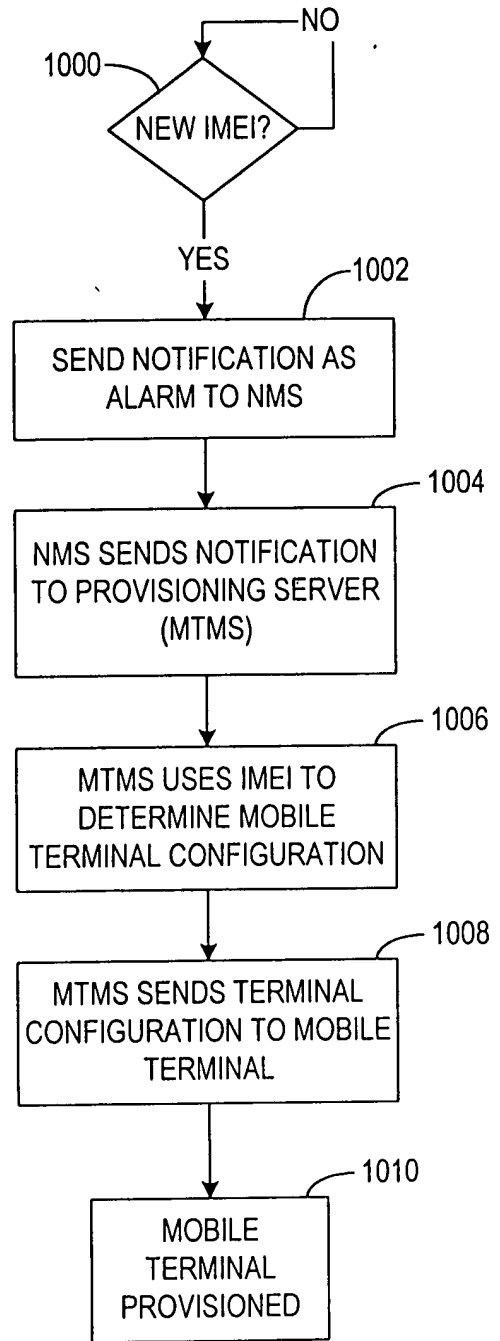 NO
1000
NEW IMEI?
YES
1002
SEND NOTIFICATION AS
ALARM TO NMS
1004
NMS SENDS NOTIFICATION
TO PROVISIONING SERVER
(MTMS)
1006
MTMS USES IMEI TO
DETERMINE MOBILE
TERMINAL CONFIGURATION
1008
MTMS SENDS TERMINAL
CONFIGURATION TO MOBILE
TERMINAL
1010
MOBILE
TERMINAL
PROVISIONED